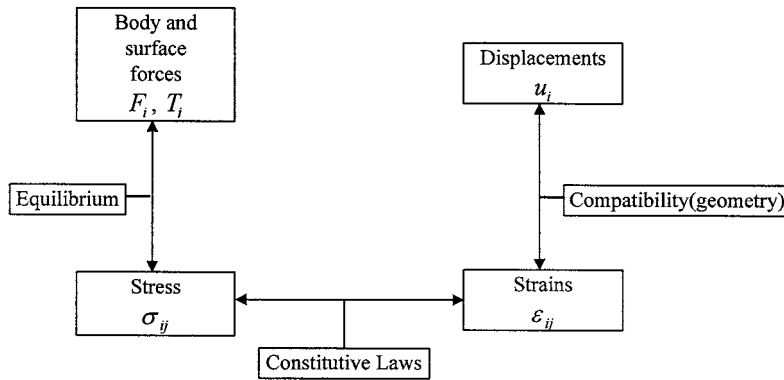 Body and
surface
forces
F_i, T_i
Displacements
u_i
Equilibrium
Compatibility(geometry)
Stress
σ_ij
Strains
ε_ij
Constitutive Laws